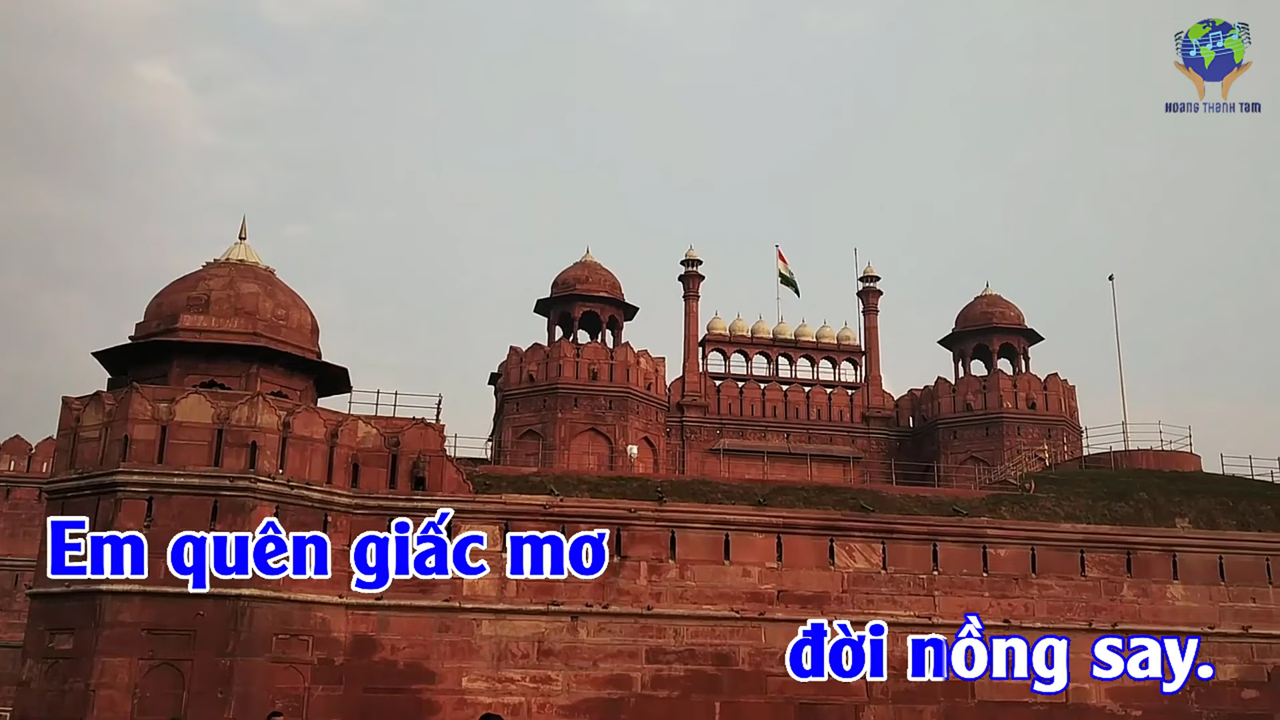 HOANG THANH TAM
Em quên giấc mơ
đời nồng say.